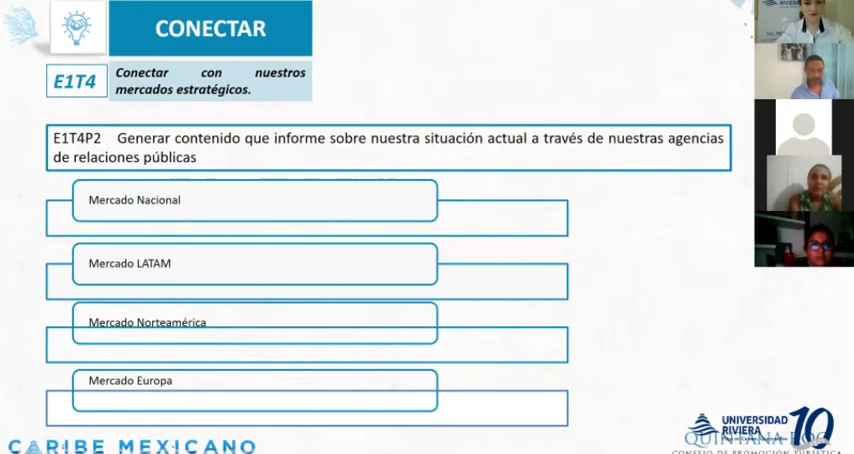 CONECTAR
E1T4
Conectar con nuestros
mercados estratégicos.
E1T4P2 Generar contenido que informe sobre nuestra situación actual a través de nuestras agencias
de relaciones públicas
Mercado Nacional
Mercado LATAM
Mercado Norteamérica
Mercado Europa
CARIBE MEXICANO
UNIVERSIDAD
RIVIERA
10
QUINTANA ROO
CONSEJO DE PROMOCIÓN TURÍSTICA
RIVIERA